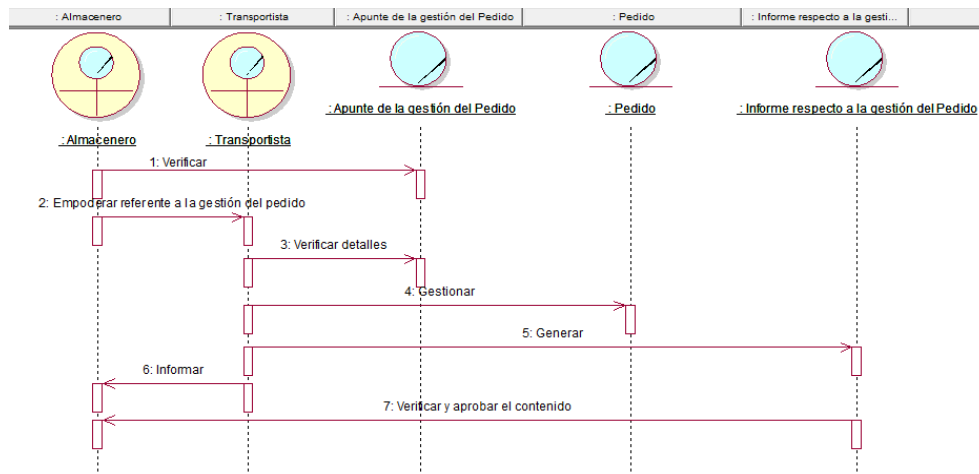 : Almacenero
: Transportista
: Apunte de la gestión del Pedido
: Pedido
: Informe respecto a la gesti...
: Apunte de la gestión del Pedido
: Pedido
: Informe respecto a la gestión del Pedido
: Almacenero
: Transportista
1: Verificar
2: Empoderar referente a la gestión del pedido
3: Verificar detalles
4: Gestionar
5: Generar
6: Informar
7: Verificar y aprobar el contenido